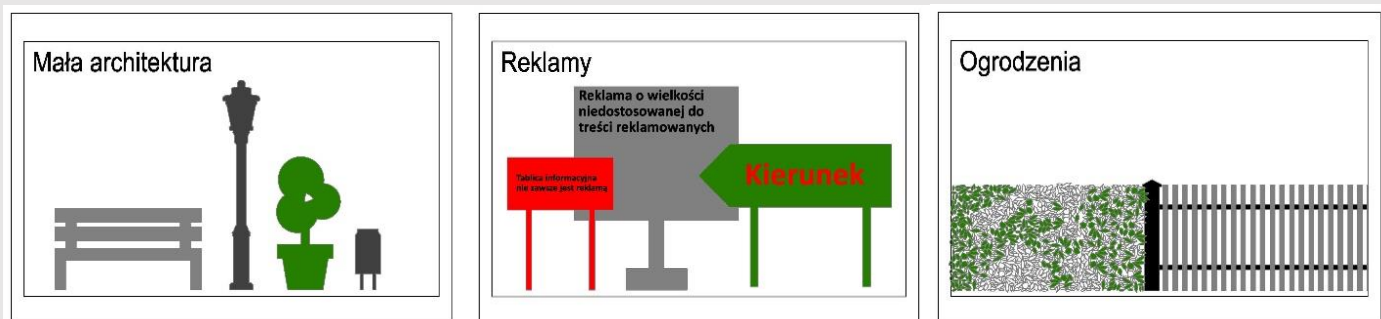 Mała architektura
Reklamy
Reklama o wielkości
niedostosowanej do
treści reklamowanych
Tablica informacyjna
nie zawsze jest reklamą
Kierunek
Ogrodzenia